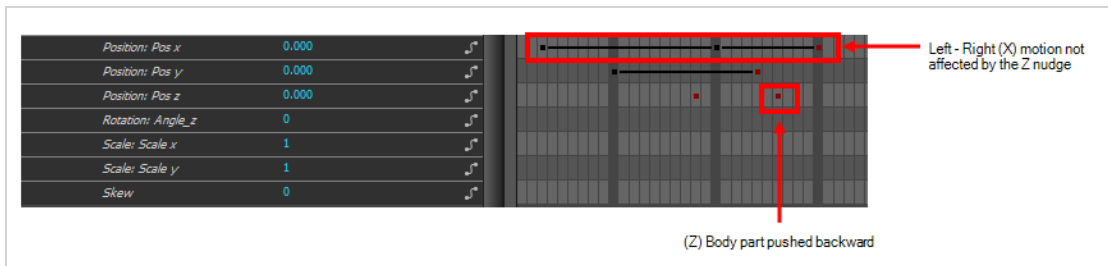 Position: Pos x 0.000
Left - Right (X) motion not
affected by the Z nudge
Position: Pos y 0.000
Position: Pos z 0.000
Rotation: Angle_z 0
Scale: Scale x 1
Scale: Scale y 1
Skew 0
(Z) Body part pushed backward